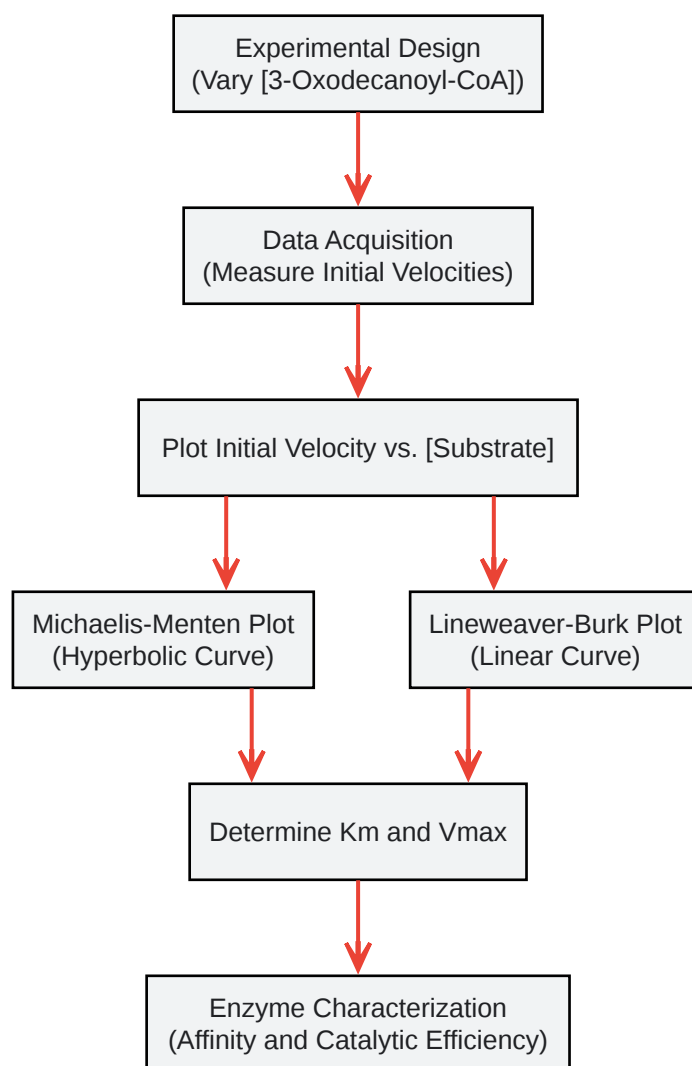 Experimental Design
(Vary [3-Oxodecanoyl-CoA])
Data Acquisition
(Measure Initial Velocities)
Plot Initial Velocity vs. [Substrate]
Michaelis-Menten Plot
(Hyperbolic Curve)
Lineweaver-Burk Plot
(Linear Curve)
Determine Km and Vmax
Enzyme Characterization
(Affinity and Catalytic Efficiency)